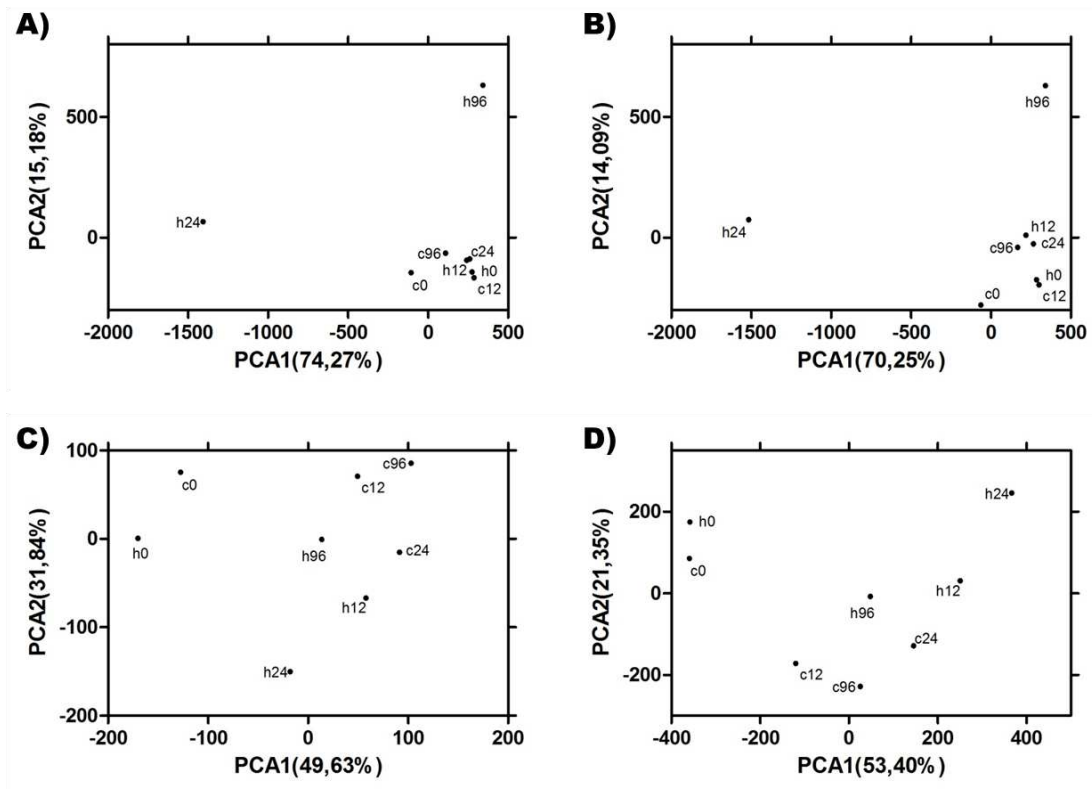 A)
PCA2(15,18%)
500
0
h96
h24
c96
c24
h12
h0
c0
c12
-2000
-1500
-1000
-500
0
500
PCA1(74,27%)
B)
PCA2(14,09%)
500
0
h96
h24
h12
c96
c24
h0
c0
c12
-2000
-1500
-1000
-500
0
500
PCA1(70,25%)
C)
PCA2(31,84%)
100
0
-100
-200
c96
c0
c12
h0
h96
c24
h12
h24
-200
-100
0
100
200
PCA1(49,63%)
D)
PCA2(21,35%)
200
0
-200
h24
h0
c0
h12
h96
c24
c12
c96
-400
-200
0
200
400
PCA1(53,40%)